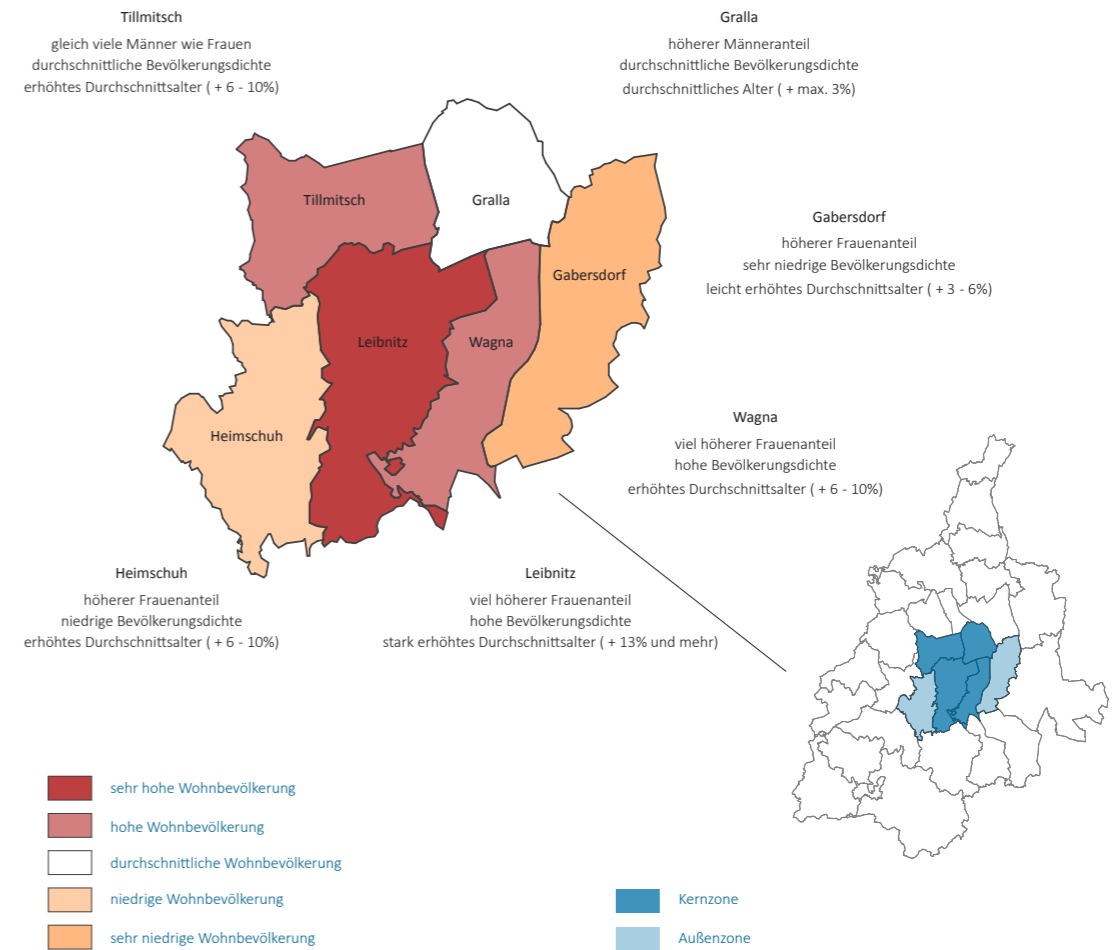 Tillmitsch
gleich viele Männer wie Frauen
durchschnittliche Bevölkerungsdichte
erhöhtes Durchschnittsalter ( + 6 - 10%)
Gralla
höherer Männeranteil
durchschnittliche Bevölkerungsdichte
durchschnittliches Alter ( + max. 3%)
Tillmitsch
Gralla
Gabersdorf
höherer Frauenanteil
sehr niedrige Bevölkerungsdichte
leicht erhöhtes Durchschnittsalter ( + 3 - 6%)
Gabersdorf
Leibnitz
Wagna
Heimschuh
Wagna
viel höherer Frauenanteil
hohe Bevölkerungsdichte
erhöhtes Durchschnittsalter ( + 6 - 10%)
Heimschuh
höherer Frauenanteil
niedrige Bevölkerungsdichte
erhöhtes Durchschnittsalter ( + 6 - 10%)
Leibnitz
viel höherer Frauenanteil
hohe Bevölkerungsdichte
stark erhöhtes Durchschnittsalter ( + 13% und mehr)
sehr hohe Wohnbevölkerung
hohe Wohnbevölkerung
durchschnittliche Wohnbevölkerung
niedrige Wohnbevölkerung
sehr niedrige Wohnbevölkerung
Kernzone
Außenzone